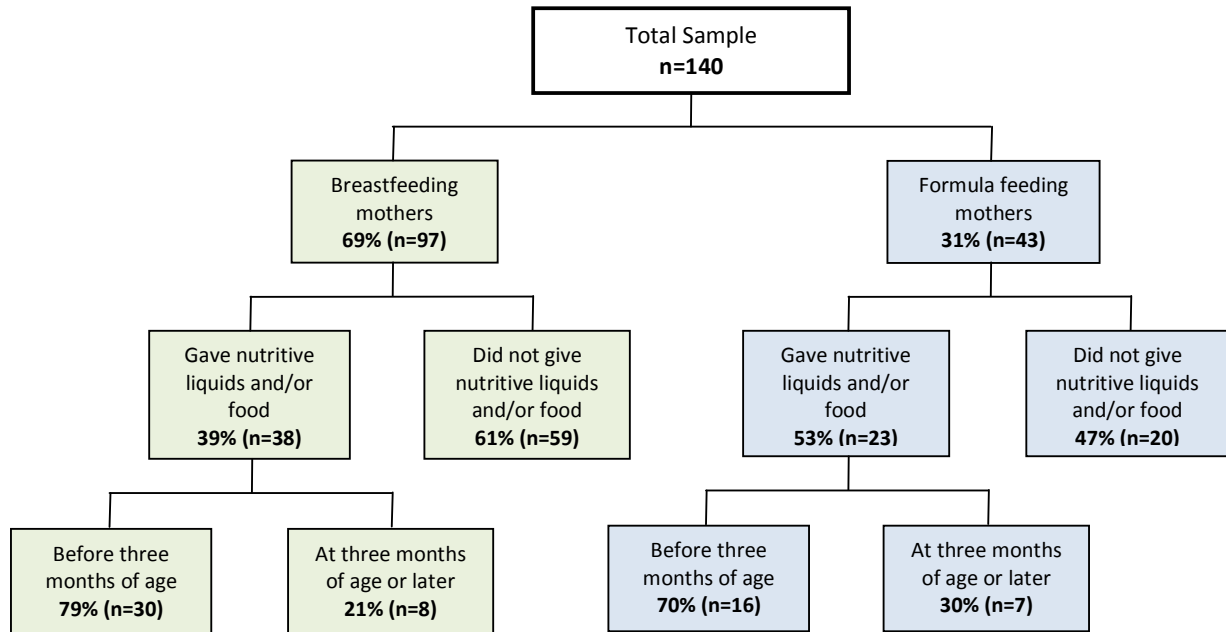 Total Sample
n=140
Breastfeeding
mothers
69% (n=97)
Formula feeding
mothers
31% (n=43)
Gave nutritive
liquids and/or
food
39% (n=38)
Did not give
nutritive liquids
and/or food
61% (n=59)
Gave nutritive
liquids and/or
food
53% (n=23)
Did not give
nutritive liquids
and/or food
47% (n=20)
Before three
months of age
79% (n=30)
At three months
of age or later
21% (n=8)
Before three
months of age
70% (n=16)
At three months
of age or later
30% (n=7)